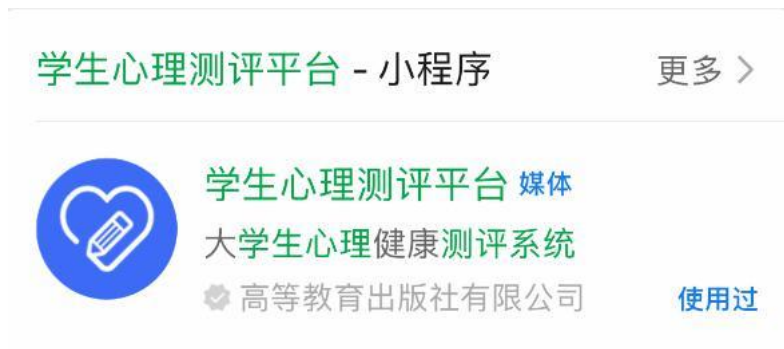 学生心理测评平台 - 小程序 更多
学生心理测评平台 媒体
大学生心理健康测评系统
高等教育出版社有限公司 使用过